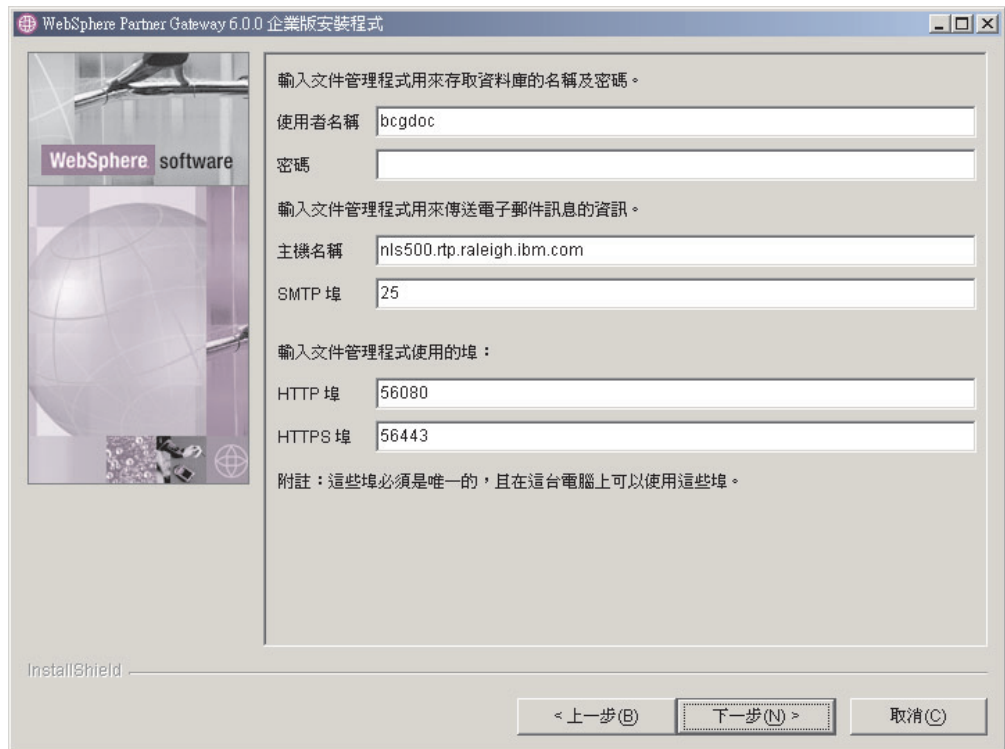 WebSphere Partner Gateway 6.0.0 企業版安裝程式
WebSphere software
輸入文件管理程式用來存取資料庫的名稱及密碼。
使用者名稱 bcgdoc
密碼
輸入文件管理程式用來傳送電子郵件訊息的資訊。
主機名稱 nls500.rtp.raleigh.ibm.com
SMTP 埠 25
輸入文件管理程式使用的埠：
HTTP 埠 56080
HTTPS 埠 56443
附註：這些埠必須是唯一的，且在這台電腦上可以使用這些埠。
InstallShield
< 上一步(B) 下一步(N) > 取消(C)